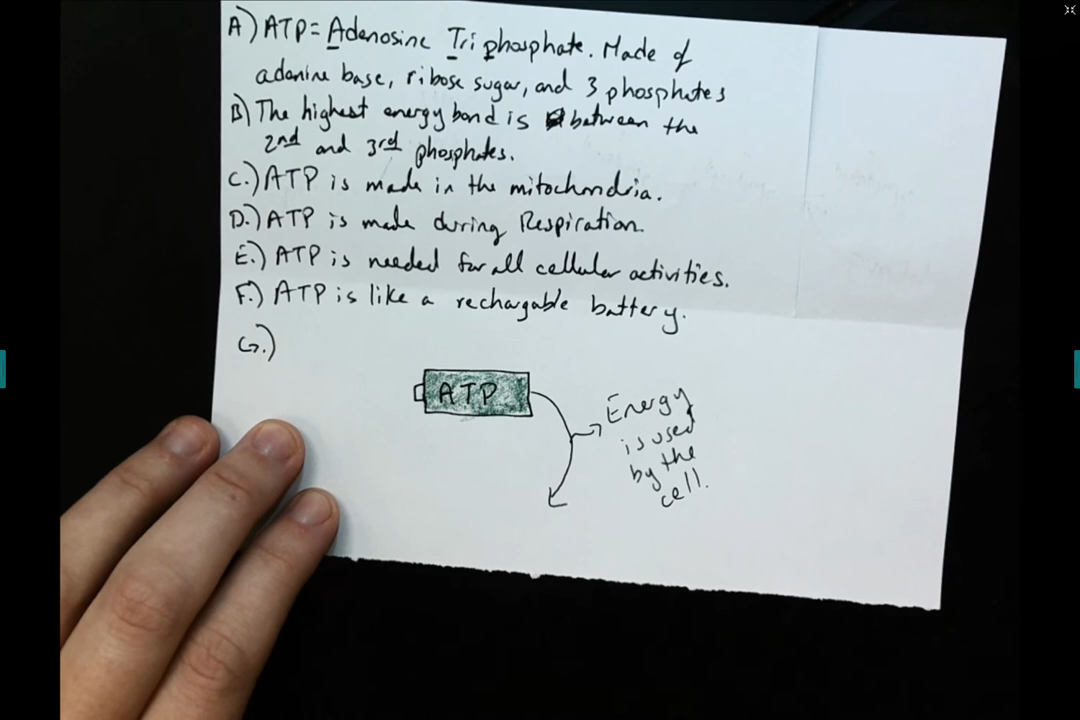 A) ATP = Adenosine Triphosphate. Made of
adenine base, ribose sugar, and 3 phosphates
B) The highest energy bond is between the
2nd and 3rd phosphates.
C.) ATP is made in the mitochondria.
D.) ATP is made during Respiration.
E.) ATP is needed for all cellular activities.
F.) ATP is like a rechargable battery.
G.)
ATP
Energy
is used
by the
cell.